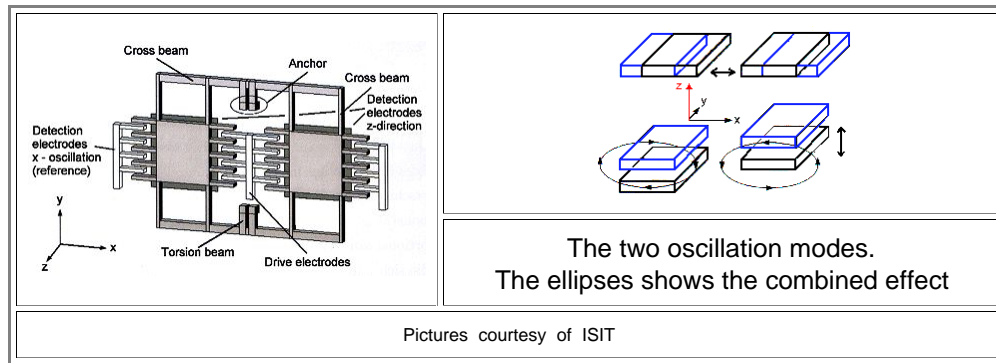 Cross beam
Anchor
Cross beam
Detection
electrodes
z-direction
Detection
electrodes
x - oscillation
(reference)
y
x
z
Torsion beam
Drive electrodes
z
y
x
The two oscillation modes.
The ellipses shows the combined effect
Pictures courtesy of ISIT